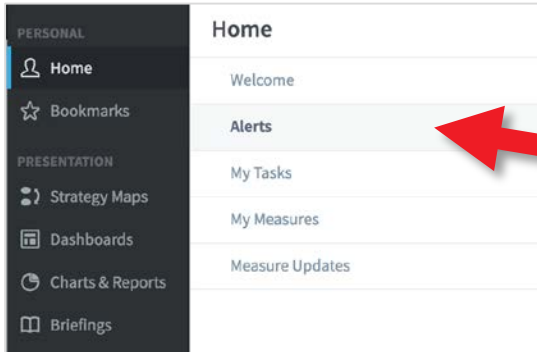 PERSONAL
Home
Bookmarks
PRESENTATION
Strategy Maps
Dashboards
Charts & Reports
Briefings
Home
Welcome
Alerts
My Tasks
My Measures
Measure Updates